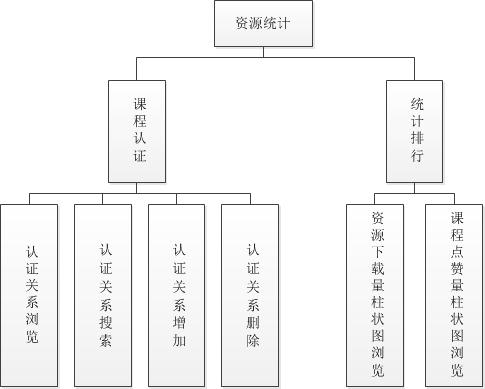 资源统计
课程认证
统计排行
认证关系浏览
认证关系搜索
认证关系增加
认证关系删除
资源下载量柱状图浏览
课程点赞量柱状图浏览